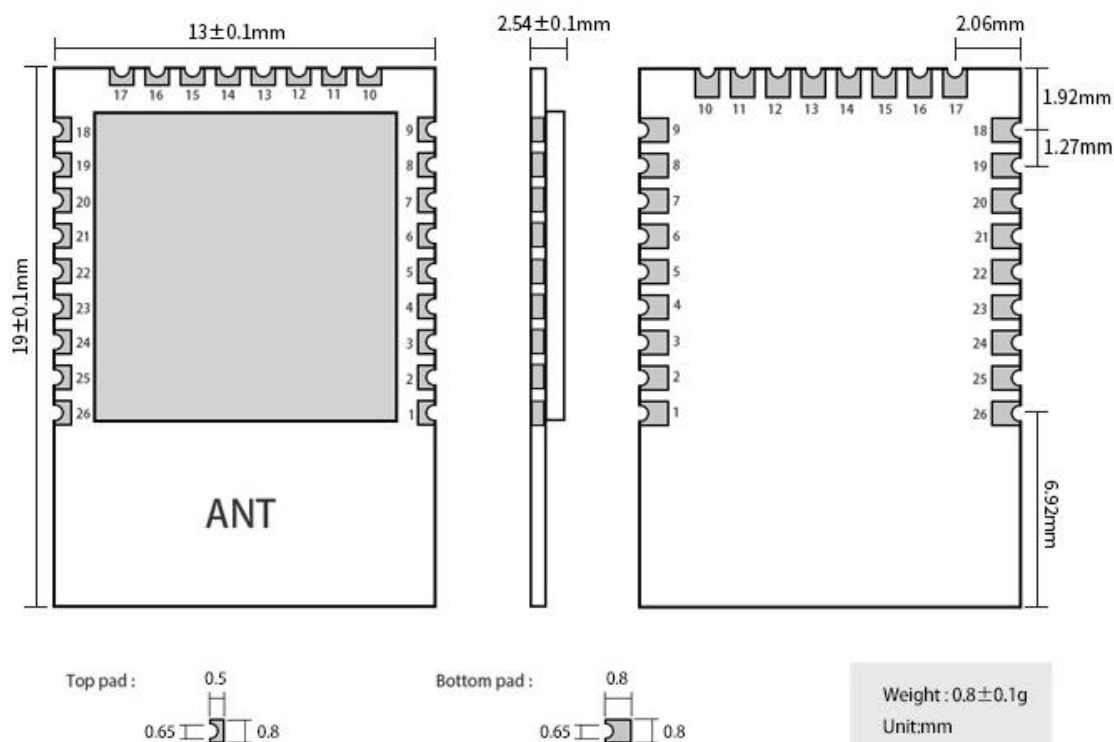 13±0.1mm
2.54±0.1mm
2.06mm
17 16 15 14 13 12 11 10
10 11 12 13 14 15 16 17
1.92mm
1.27mm
18 9
19 8
20 7
21 6
22 5
23 4
24 3
25 2
26 1
9 18
8 19
7 20
6 21
5 22
4 23
3 24
2 25
1 26
19±0.1mm
ANT
6.92mm
Top pad :
0.5
0.65
0.8
Bottom pad :
0.8
0.65
0.8
Weight : 0.8±0.1g
Unit:mm